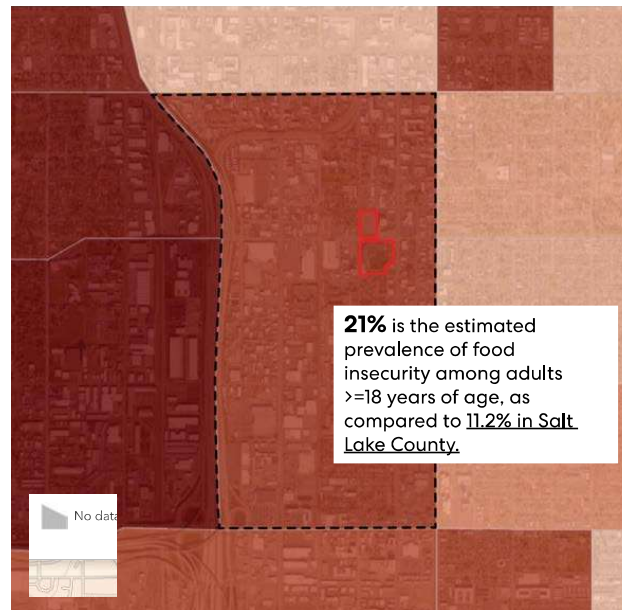 21% is the estimated
prevalence of food
insecurity among adults
>=18 years of age, as
compared to 11.2% in Salt
Lake County.
No data